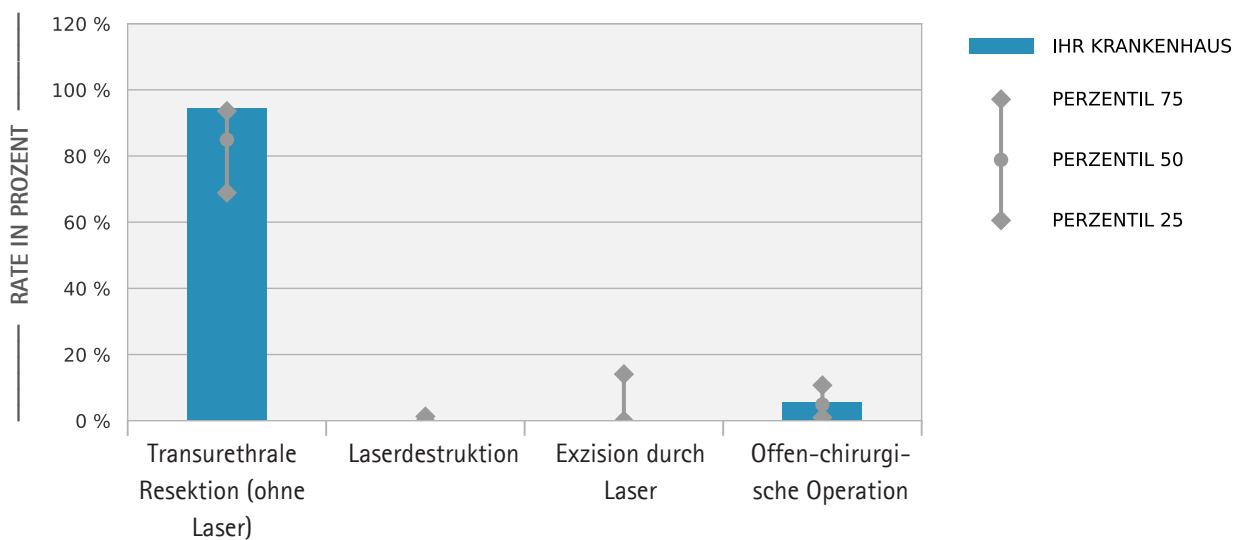 RATE IN PROZENT
120 %
100 %
80 %
60 %
40 %
20 %
0 %
Transurethrale
Resektion (ohne
Laser)
Laserdestruktion
Exzision durch
Laser
Offen-chirurgi-
sche Operation
IHR KRANKENHAUS
PERZENTIL 75
PERZENTIL 50
PERZENTIL 25